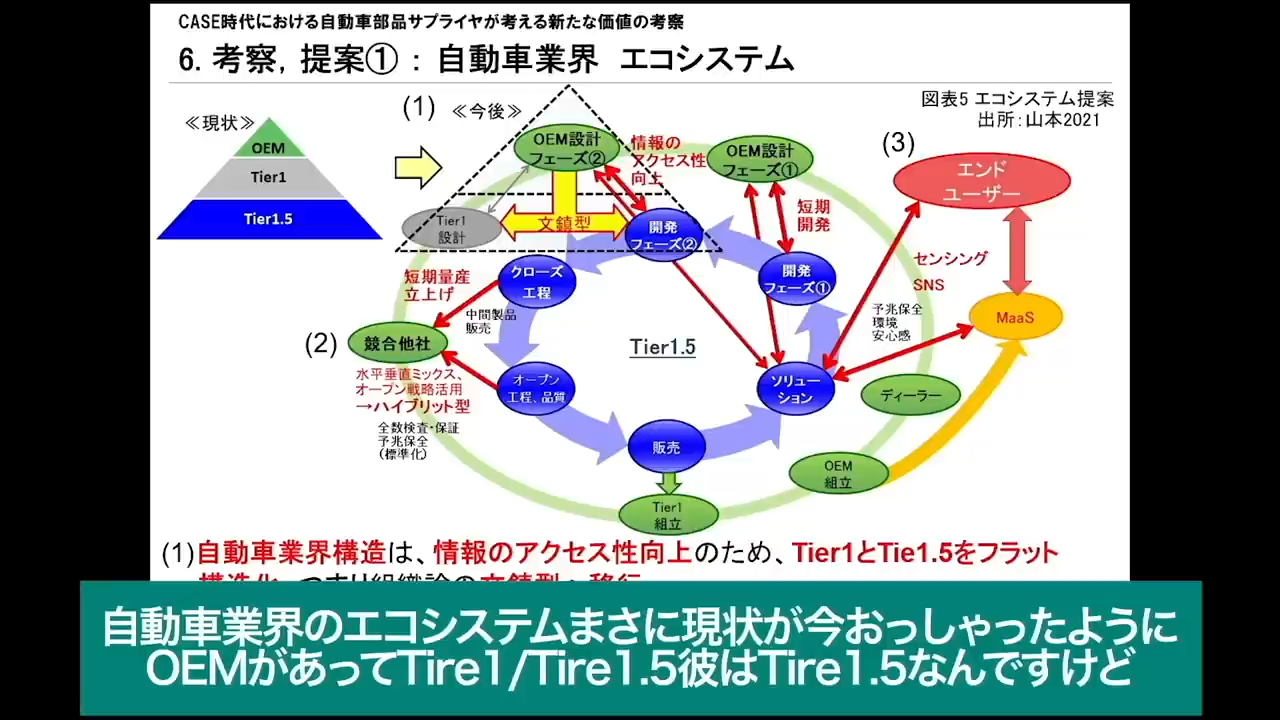 CASE時代における自動車部品サプライヤが考える新たな価値の考察
6. 考察, 提案①： 自動車業界 エコシステム
図表5 エコシステム提案
出所：山本2021
≪現状≫
OEM
Tier1
Tier1.5
(1)
≪今後≫
OEM設計
フェーズ②
情報の
アクセス性
向上
OEM設計
フェーズ①
(3)
エンド
ユーザー
Tier1
設計
文鎮型
開発
フェーズ②
短期
開発
開発
フェーズ①
センシング
SNS
予兆保全
環境
安心感
MaaS
短期量産
立上げ
クローズ
工程
中間製品
販売
(2)
競合他社
Tier1.5
水平垂直ミックス、
オープン戦略活用
→ハイブリット型
全数検査・保証
予兆保全
(標準化)
オープン
工程、品質
ソリュー
ション
ディーラー
販売
OEM
組立
Tier1
組立
(1)自動車業界構造は、情報のアクセス性向上のため、Tier1とTie1.5をフラット
自動車業界のエコシステムまさに現状が今おっしゃったように
OEMがあってTire1/Tire1.5彼はTire1.5なんですけど